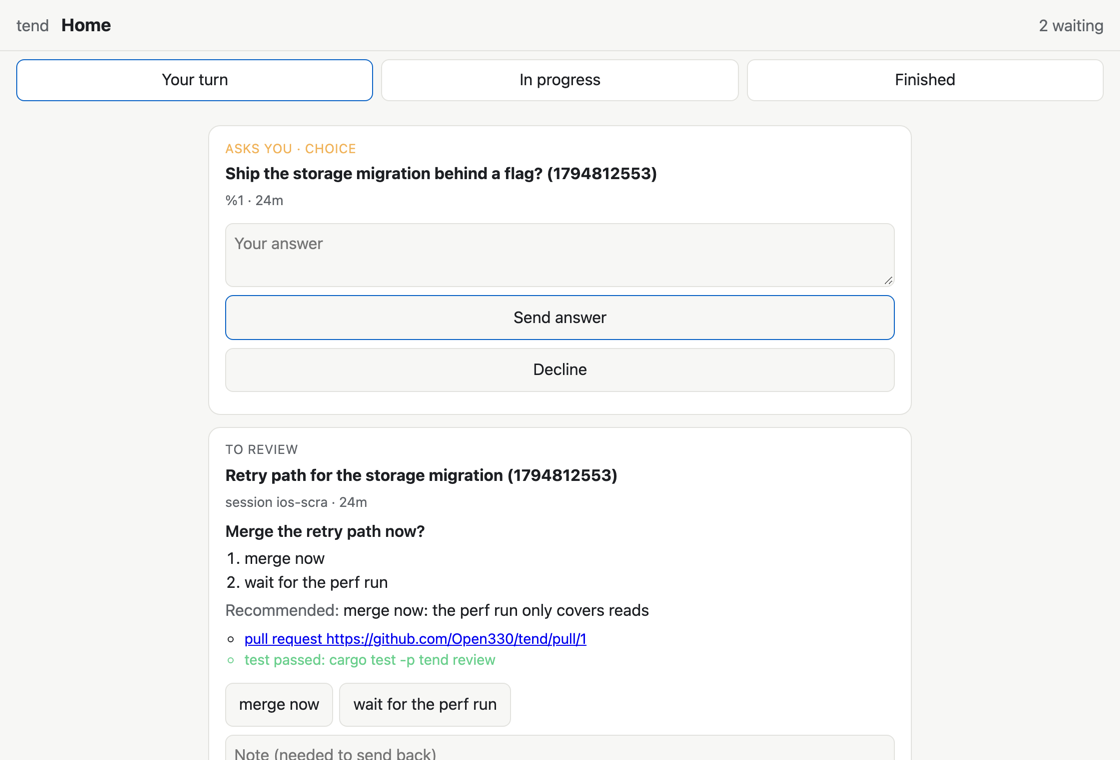 tend Home
2 waiting
Your turn
In progress
Finished
ASKS YOU · CHOICE
Ship the storage migration behind a flag? (1794812553)
%1 · 24m
Your answer
Send answer
Decline
TO REVIEW
Retry path for the storage migration (1794812553)
session ios-scra · 24m
Merge the retry path now?
1. merge now
2. wait for the perf run
Recommended: merge now: the perf run only covers reads
pull request https://github.com/Open330/tend/pull/1
test passed: cargo test -p tend review
merge now
wait for the perf run
Note (needed to send back)